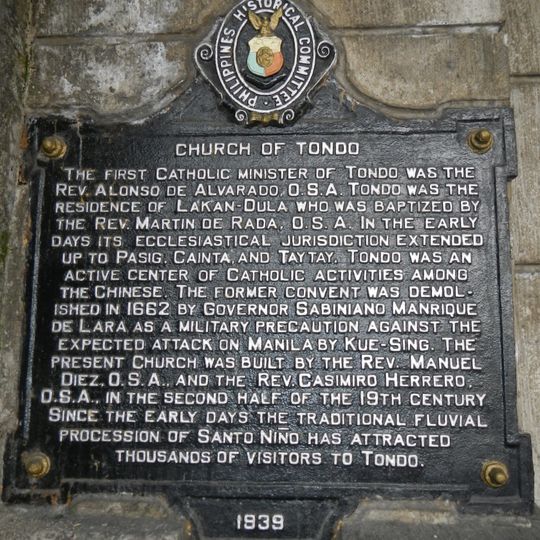 PHILIPPINES HISTORICAL COMMITTEE
CHURCH OF TONDO
THE FIRST CATHOLIC MINISTER OF TONDO WAS THE
REV. ALONSO DE ALVARADO, O.S.A. TONDO WAS THE
RESIDENCE OF LAKAN-DULA WHO WAS BAPTIZED BY
THE REV. MARTIN DE RADA, O.S.A. IN THE EARLY
DAYS ITS ECCLESIASTICAL JURISDICTION EXTENDED
UP TO PASIG, CAINTA, AND TAYTAY. TONDO WAS AN
ACTIVE CENTER OF CATHOLIC ACTIVITIES AMONG
THE CHINESE. THE FORMER CONVENT WAS DEMOL-
ISHED IN 1662 BY GOVERNOR SABINIANO MANRIQUE
DE LARA AS A MILITARY PRECAUTION AGAINST THE
EXPECTED ATTACK ON MANILA BY KUE-SING. THE
PRESENT CHURCH WAS BUILT BY THE REV. MANUEL
DIEZ, O.S.A., AND THE REV. CASIMIRO HERRERO,
O.S.A., IN THE SECOND HALF OF THE 19TH CENTURY
SINCE THE EARLY DAYS THE TRADITIONAL FLUVIAL
PROCESSION OF SANTO NIÑO HAS ATTRACTED
THOUSANDS OF VISITORS TO TONDO.
1939